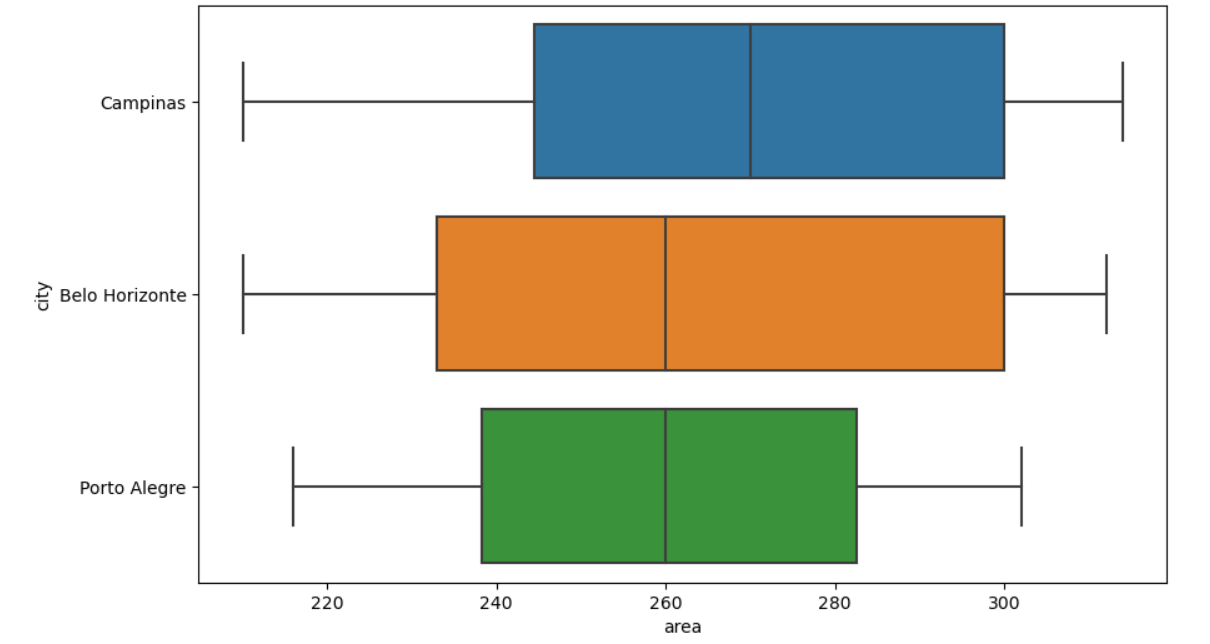 Campinas
city
Belo Horizonte
Porto Alegre
220 240 260 280 300
area